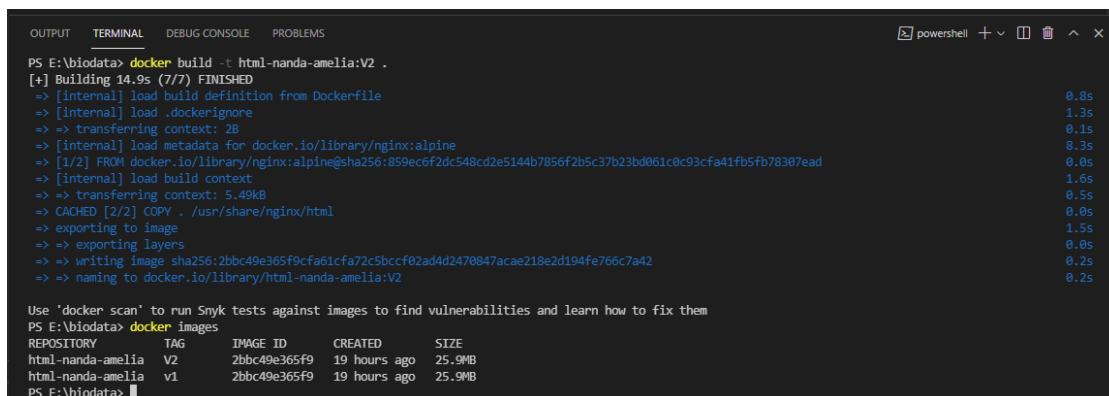 OUTPUT TERMINAL DEBUG CONSOLE PROBLEMS powershell
PS E:\biodata> docker build -t html-nanda-amelia:V2 .
[+] Building 14.9s (7/7) FINISHED
=> [internal] load build definition from Dockerfile 0.8s
=> [internal] load .dockerignore 1.3s
=> => transferring context: 2B 0.1s
=> [internal] load metadata for docker.io/library/nginx:alpine 8.3s
=> [1/2] FROM docker.io/library/nginx:alpine@sha256:859ec6f2dc548cd2e5144b7856f2b5c37b23bd061c0c93cfa41fb5fb78307ead 0.0s
=> [internal] load build context 1.6s
=> => transferring context: 5.49kB 0.5s
=> CACHED [2/2] COPY . /usr/share/nginx/html 0.0s
=> exporting to image 1.5s
=> => exporting layers 0.0s
=> => writing image sha256:2bbc49e365f9cfa61cfa72c5bccf02ad4d2470847acae218e2d194fe766c7a42 0.2s
=> => naming to docker.io/library/html-nanda-amelia:V2 0.2s
Use 'docker scan' to run Snyk tests against images to find vulnerabilities and learn how to fix them
PS E:\biodata> docker images
REPOSITORY TAG IMAGE ID CREATED SIZE
html-nanda-amelia V2 2bbc49e365f9 19 hours ago 25.9MB
html-nanda-amelia v1 2bbc49e365f9 19 hours ago 25.9MB
PS E:\biodata>